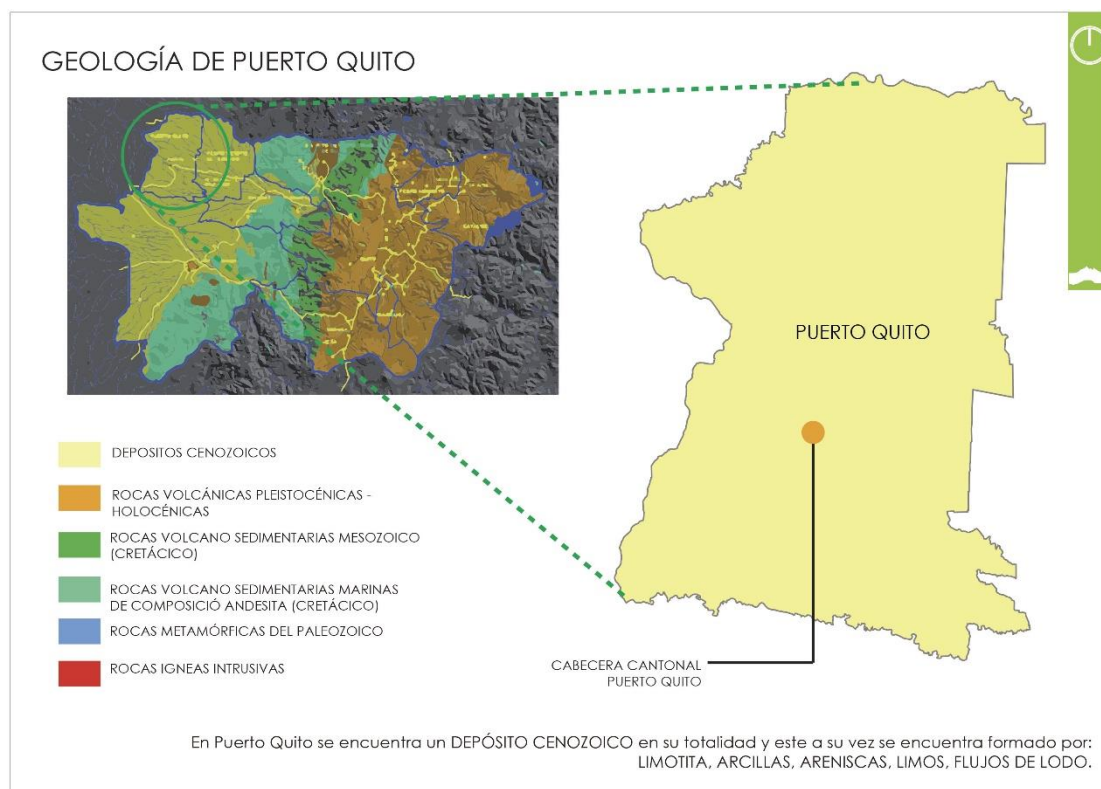 GEOLOGÍA DE PUERTO QUITO
PUERTO QUITO
DEPOSITOS CENOZOICOS
ROCAS VOLCÁNICAS PLEISTOCÉNICAS -
HOLOCÉNICAS
ROCAS VOLCANO SEDIMENTARIAS MESOZOICO
(CRETÁCICO)
ROCAS VOLCANO SEDIMENTARIAS MARINAS
DE COMPOSICIÓ ANDESITA (CRETÁCICO)
ROCAS METAMÓRFICAS DEL PALEOZOICO
ROCAS IGNEAS INTRUSIVAS
CABECERA CANTONAL
PUERTO QUITO
En Puerto Quito se encuentra un DEPÓSITO CENOZOICO en su totalidad y este a su vez se encuentra formado por:
LIMOTITA, ARCILLAS, ARENISCAS, LIMOS, FLUJOS DE LODO.